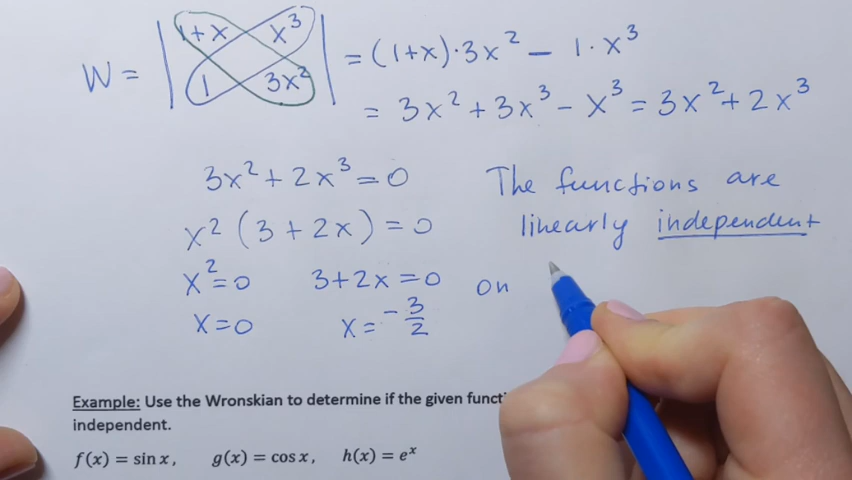 W = | 1+x x³ | = (1+x)·3x² − 1·x³
| 1 3x² | = 3x² + 3x³ − x³ = 3x² + 2x³
3x² + 2x³ = 0
x² (3 + 2x) = 0
x² = 0 3 + 2x = 0
x = 0 x = −3/2
The functions are
linearly independent
on
Example: Use the Wronskian to determine if the given
independent.
f(x) = sin x, g(x) = cos x, h(x) = eˣ